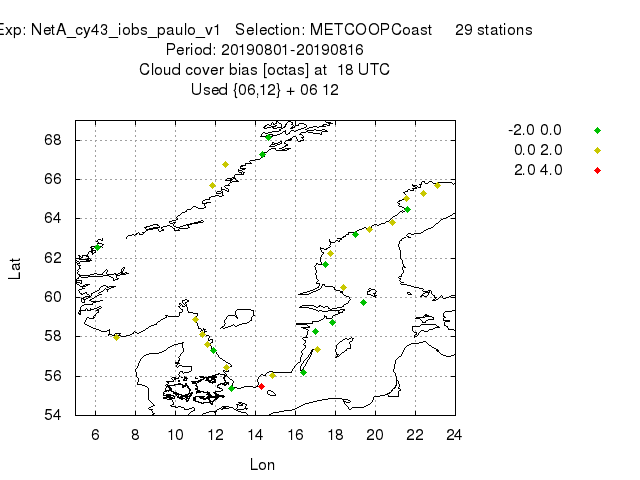 Exp: NetA_cy43_iobs_paulo_v1 Selection: METCOOPCoast 29 stations
Period: 20190801-20190816
Cloud cover bias [octas] at 18 UTC
Used {06,12} + 06 12
-2.0 0.0
0.0 2.0
2.0 4.0
68
66
64
62
60
58
56
54
Lat
6 8 10 12 14 16 18 20 22 24
Lon